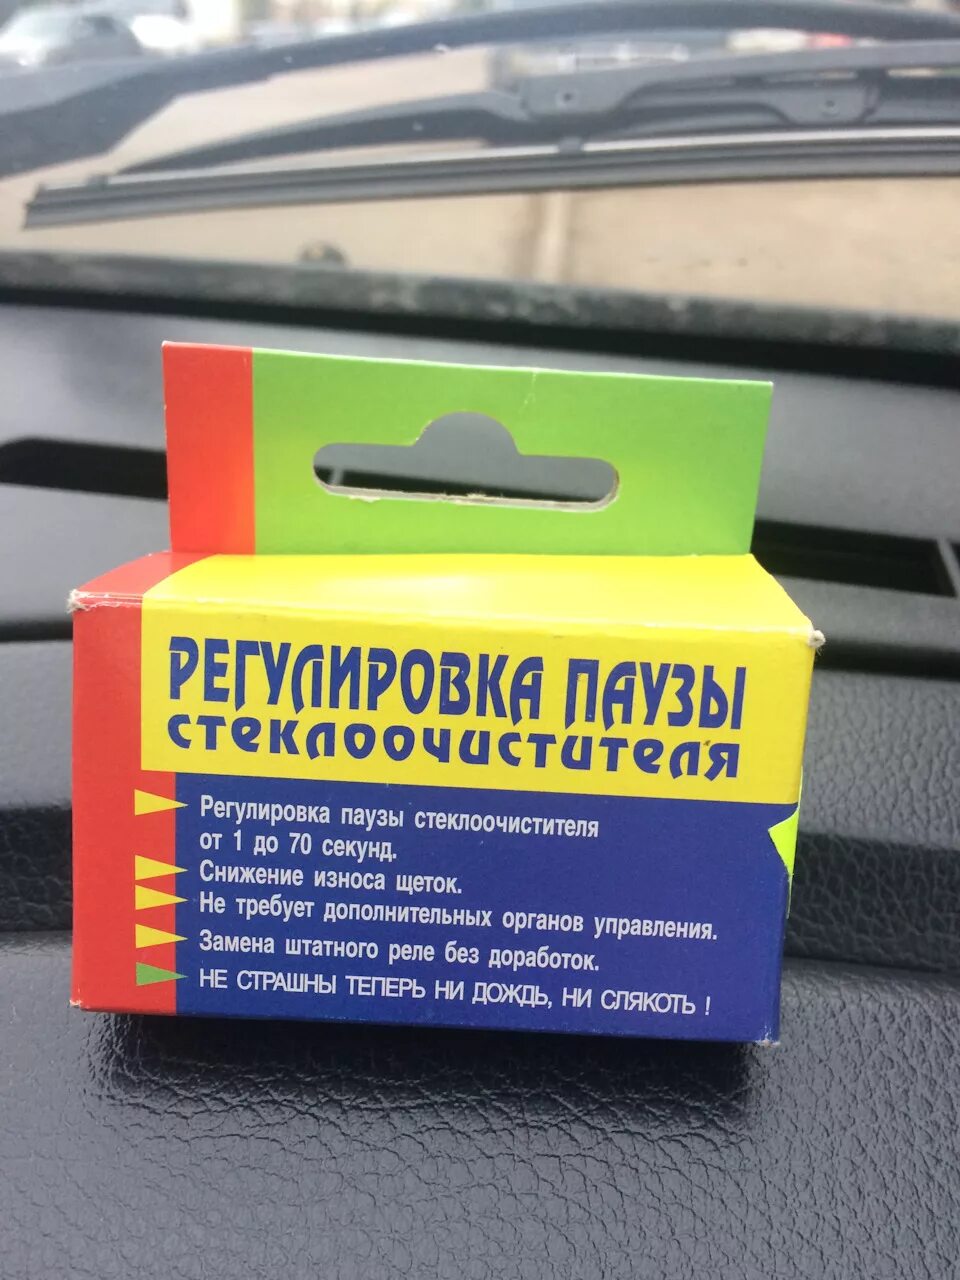 РЕГУЛИРОВКА ПАУЗЫ
СТЕКЛООЧИСТИТЕЛЯ
Регулировка паузы стеклоочистителя
от 1 до 70 секунд.
Снижение износа щеток.
Не требует дополнительных органов управления.
Замена штатного реле без доработок.
НЕ СТРАШНЫ ТЕПЕРЬ НИ ДОЖДЬ, НИ СЛЯКОТЬ !